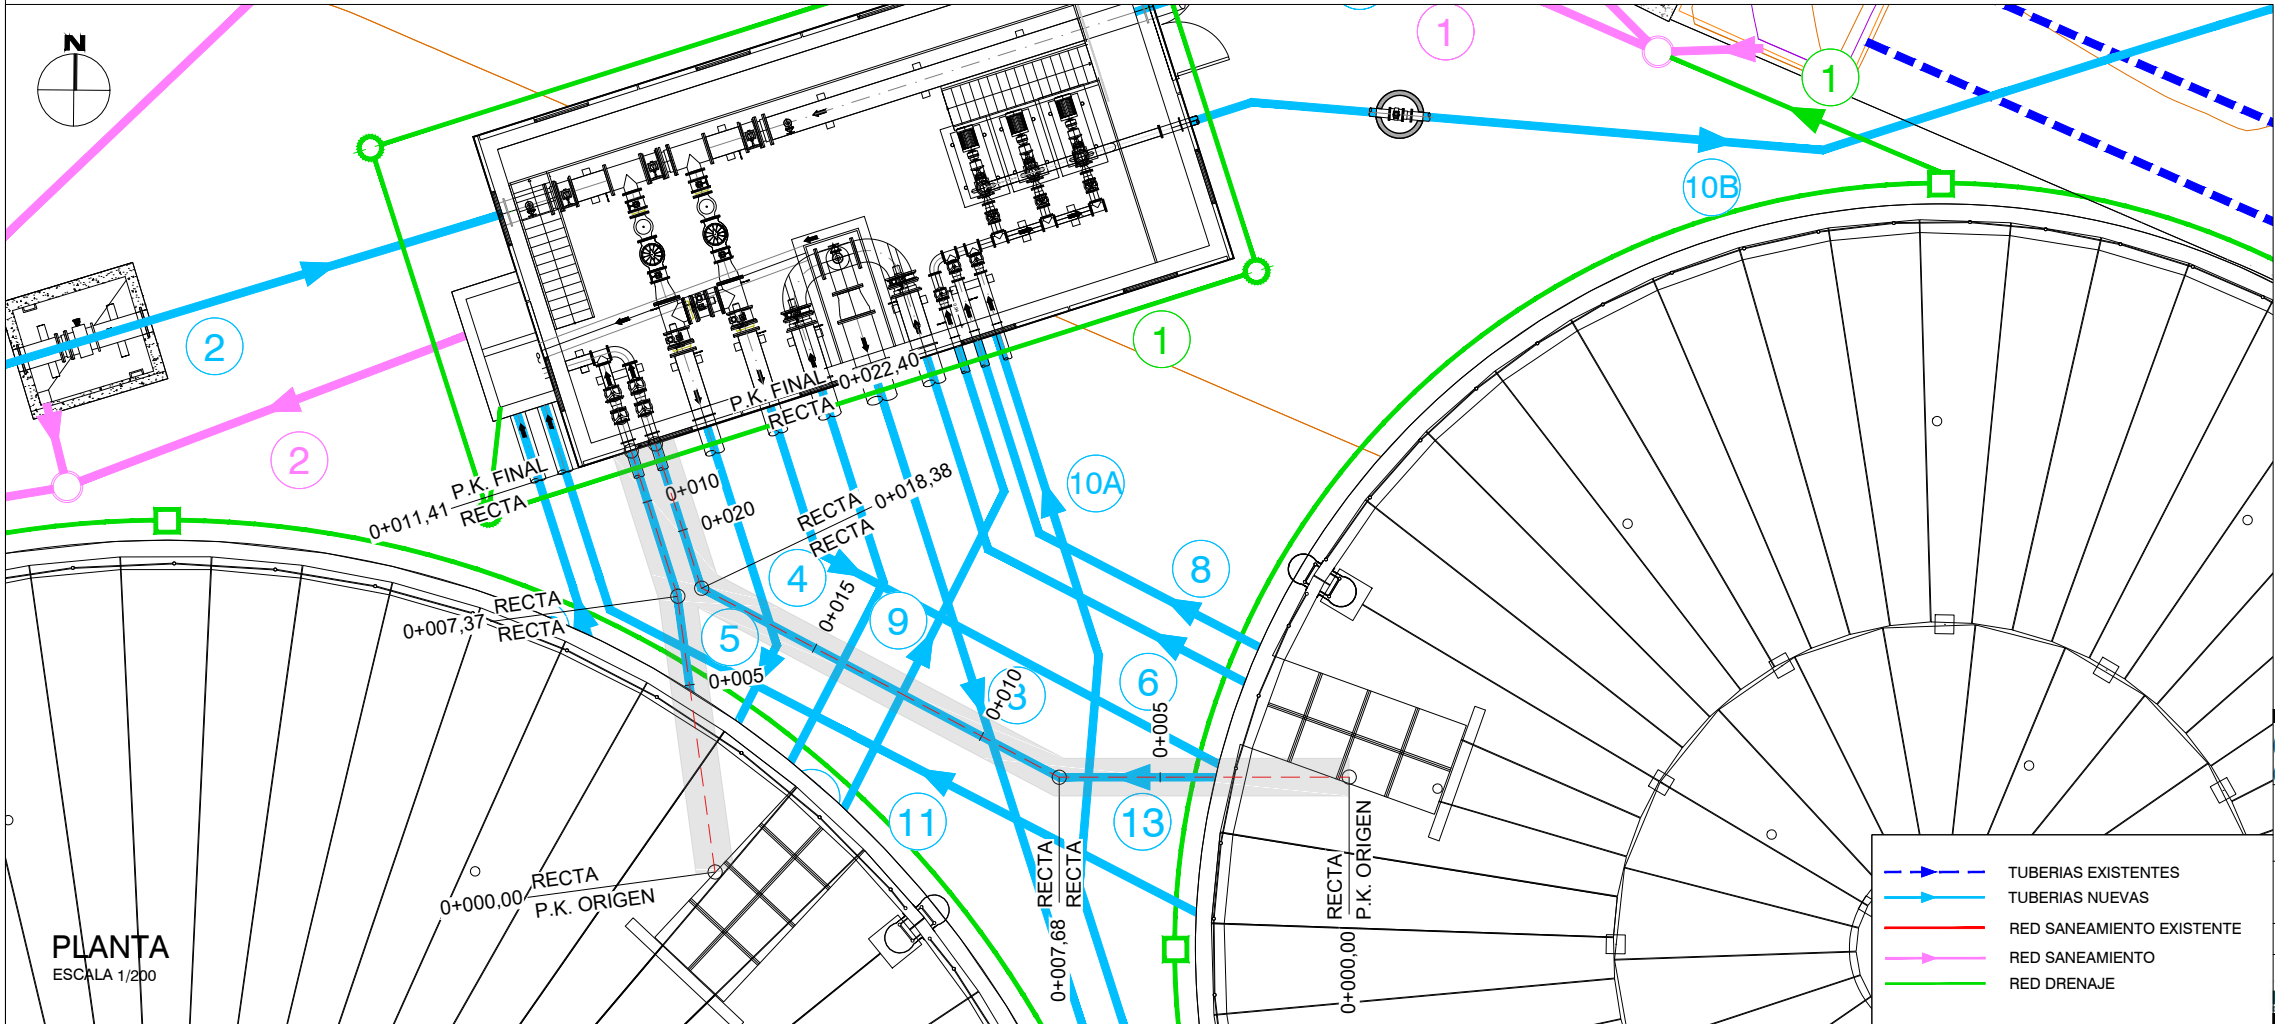 N
1
1
10B
2
1
2
P.K. FINAL 0+022,40
RECTA
10A
P.K. FINAL
0+011,41
RECTA
0+010
0+020
RECTA
0+018,38
RECTA
4
8
0+015
9
RECTA
0+007,37
RECTA
5
0+005
6
3
0+010
0+005
11
13
RECTA
RECTA
0+007,68
RECTA
P.K. ORIGEN
0+000,00
RECTA
0+000,00
P.K. ORIGEN
PLANTA
ESCALA 1/200
TUBERIAS EXISTENTES
TUBERIAS NUEVAS
RED SANEAMIENTO EXISTENTE
RED SANEAMIENTO
RED DRENAJE